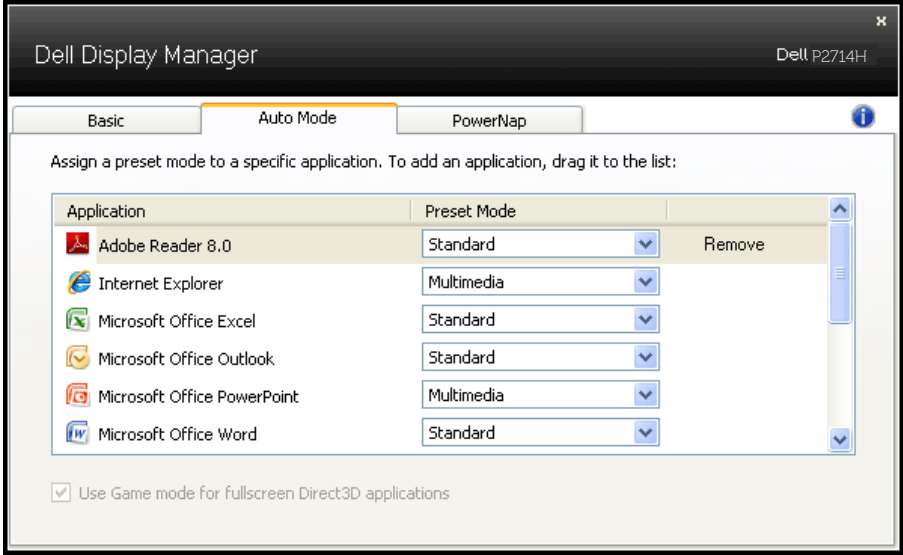 Dell Display Manager
Dell P2714H
Basic
Auto Mode
PowerNap
Assign a preset mode to a specific application. To add an application, drag it to the list:
Application Preset Mode
Adobe Reader 8.0 Standard Remove
Internet Explorer Multimedia
Microsoft Office Excel Standard
Microsoft Office Outlook Standard
Microsoft Office PowerPoint Multimedia
Microsoft Office Word Standard
Use Game mode for fullscreen Direct3D applications